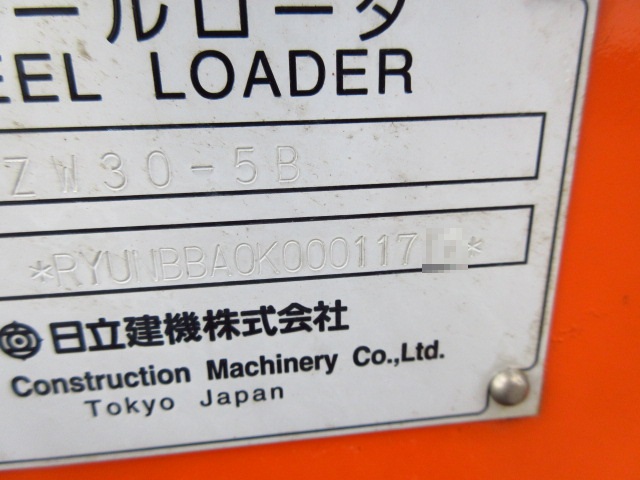 ールローダ
EEL LOADER
ZW30-5B
*RYUNBBA0K000117
*
日立建機株式会社
Construction Machinery Co.,Ltd.
Tokyo Japan